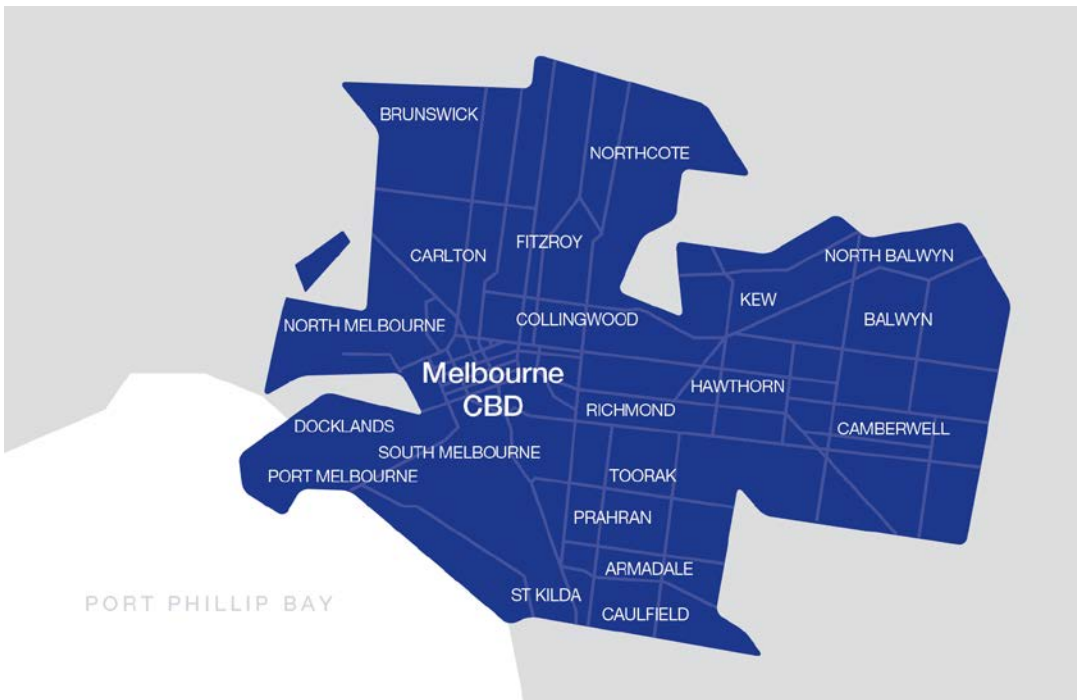 BRUNSWICK
NORTHCOTE
FITZROY
CARLTON
NORTH BALWYN
KEW
COLLINGWOOD
BALWYN
NORTH MELBOURNE
Melbourne
CBD
HAWTHORN
RICHMOND
DOCKLANDS
CAMBERWELL
SOUTH MELBOURNE
PORT MELBOURNE
TOORAK
PRAHRAN
ARMADALE
ST KILDA
PORT PHILLIP BAY
CAULFIELD